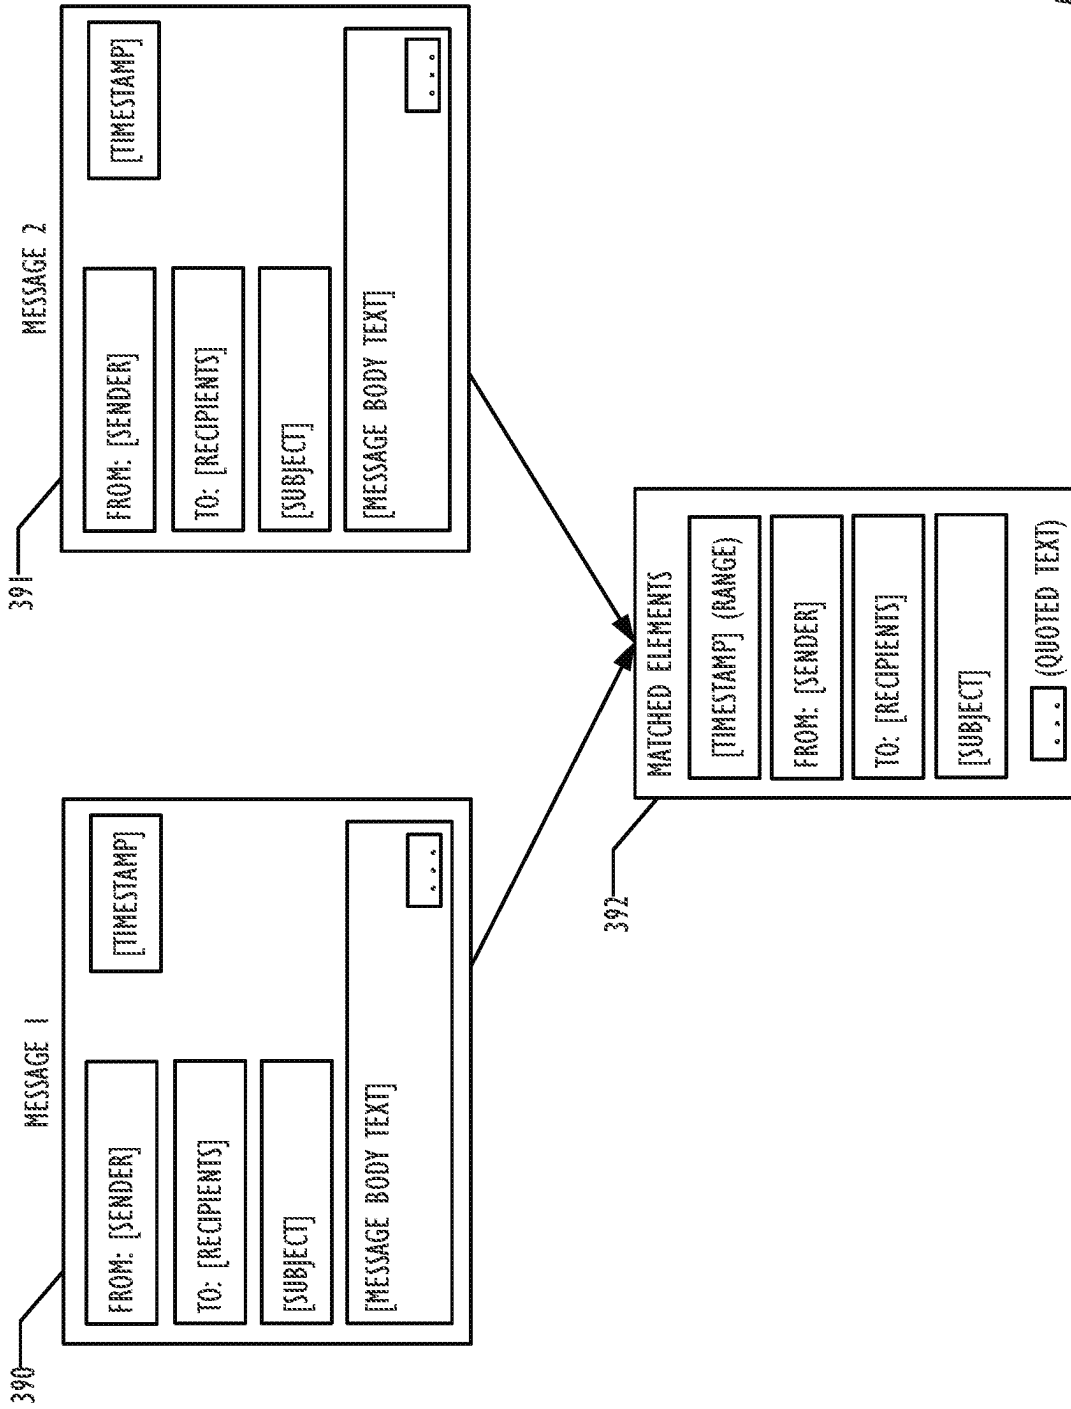 MESSAGE 1
390
FROM: [SENDER]
[TIMESTAMP]
TO: [RECIPIENTS]
[SUBJECT]
[MESSAGE BODY TEXT]
MESSAGE 2
391
FROM: [SENDER]
[TIMESTAMP]
TO: [RECIPIENTS]
[SUBJECT]
[MESSAGE BODY TEXT]
392
MATCHED ELEMENTS
[TIMESTAMP] (RANGE)
FROM: [SENDER]
TO: [RECIPIENTS]
[SUBJECT]
(QUOTED TEXT)